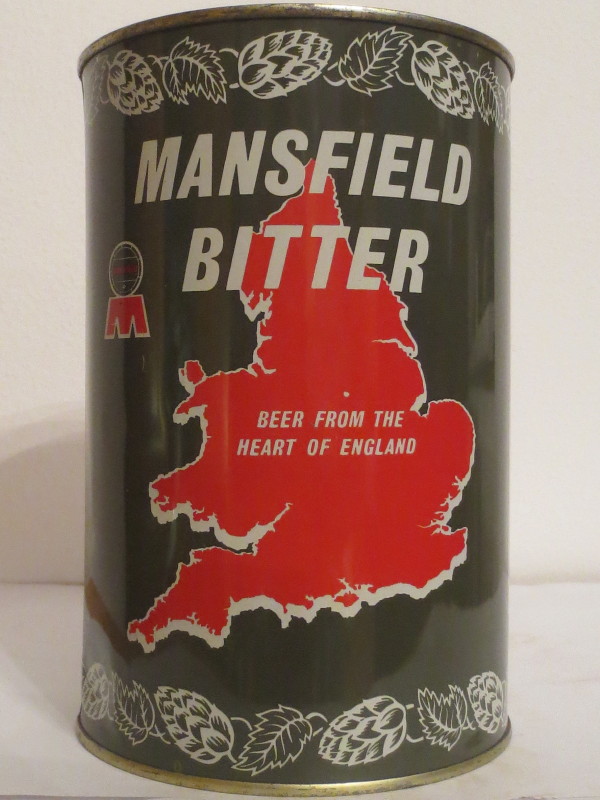 MANSFIELD
BITTER
M
BEER FROM THE
HEART OF ENGLAND